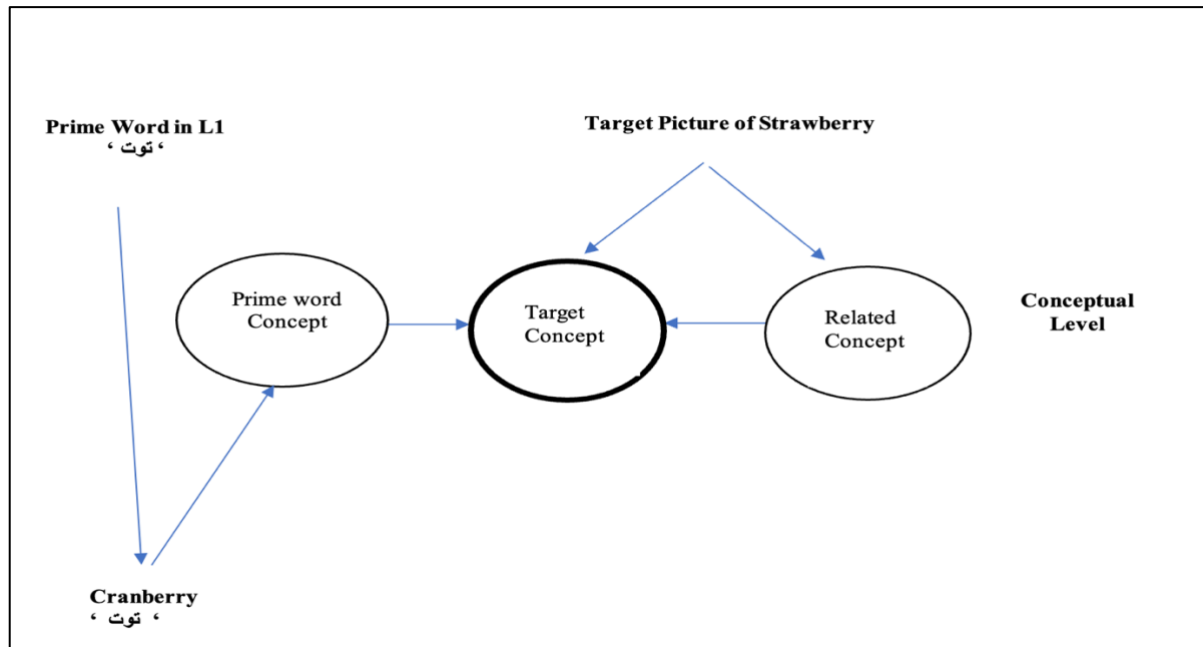 Prime Word in L1
‘ توت ‘
Target Picture of Strawberry
Prime word
Concept
Target
Concept
Related
Concept
Conceptual
Level
Cranberry
‘ توت ‘